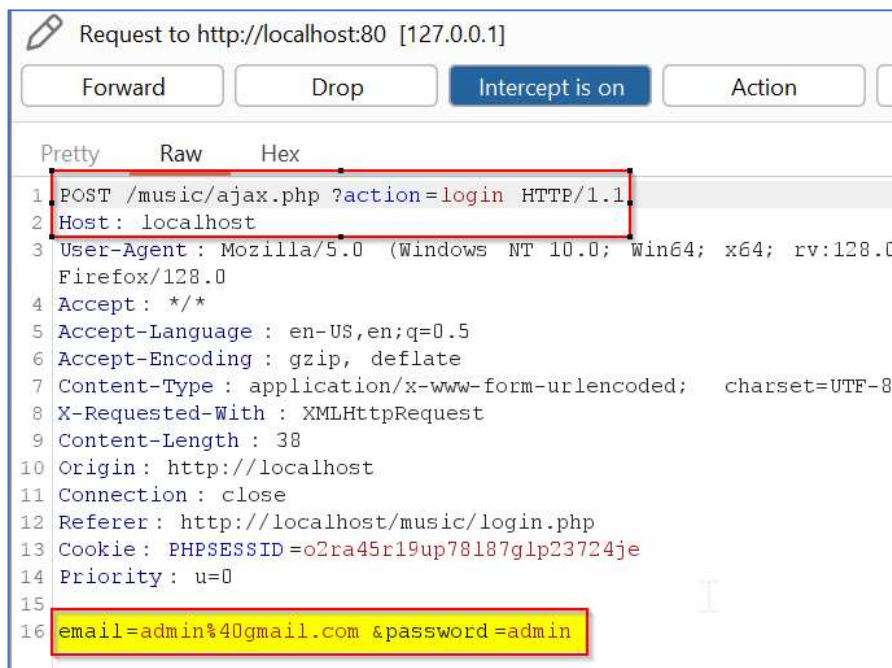 Request to http://localhost:80 [127.0.0.1]
Forward Drop Intercept is on Action
Pretty Raw Hex
1 POST /music/ajax.php ?action=login HTTP/1.1
2 Host: localhost
3 User-Agent : Mozilla/5.0 (Windows NT 10.0; Win64; x64; rv:128.0
Firefox/128.0
4 Accept : */*
5 Accept-Language : en-US,en;q=0.5
6 Accept-Encoding : gzip, deflate
7 Content-Type : application/x-www-form-urlencoded; charset=UTF-8
8 X-Requested-With : XMLHttpRequest
9 Content-Length : 38
10 Origin : http://localhost
11 Connection : close
12 Referer: http://localhost/music/login.php
13 Cookie : PHPSESSID=o2ra45r19up78l87glp23724je
14 Priority : u=0
15
16 email=admin%40gmail.com &password=admin